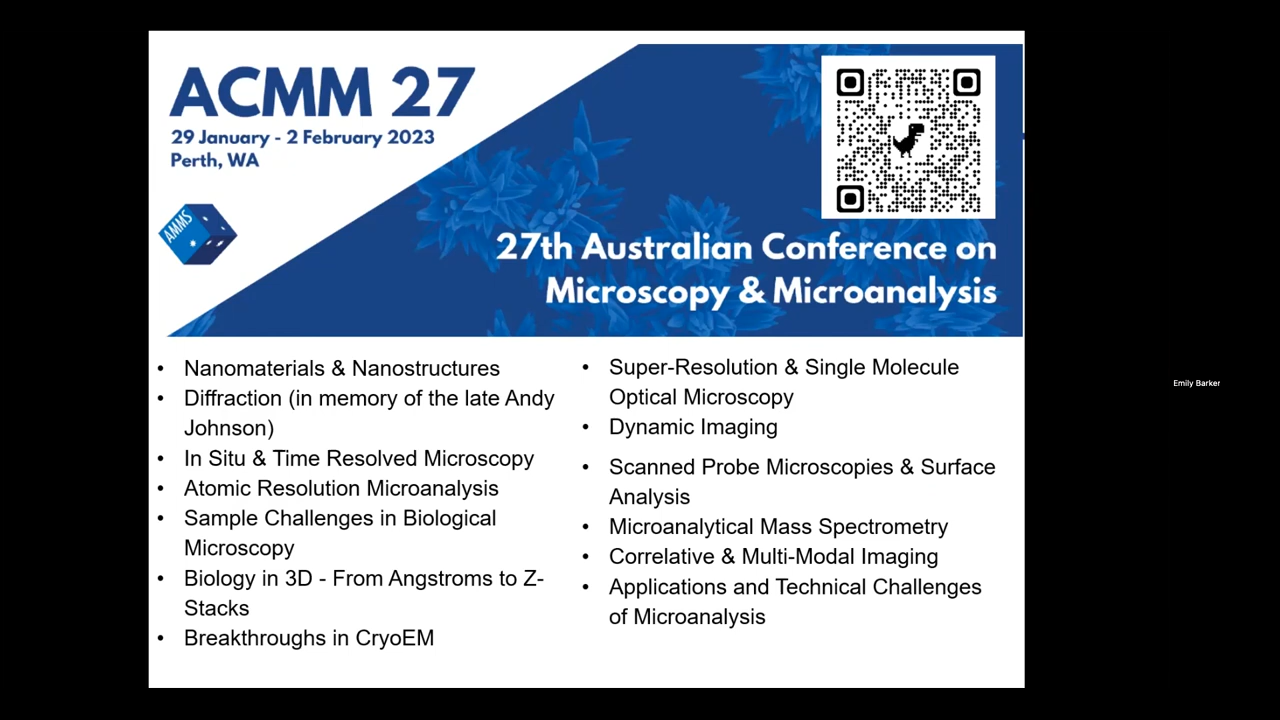 ACMM 27
29 January - 2 February 2023
Perth, WA
AMMS
27th Australian Conference on
Microscopy & Microanalysis
• Nanomaterials & Nanostructures
• Diffraction (in memory of the late Andy
Johnson)
• In Situ & Time Resolved Microscopy
• Atomic Resolution Microanalysis
• Sample Challenges in Biological
Microscopy
• Biology in 3D - From Angstroms to Z-
Stacks
• Breakthroughs in CryoEM
• Super-Resolution & Single Molecule
Optical Microscopy
• Dynamic Imaging
• Scanned Probe Microscopies & Surface
Analysis
• Microanalytical Mass Spectrometry
• Correlative & Multi-Modal Imaging
• Applications and Technical Challenges
of Microanalysis
Emily Barker